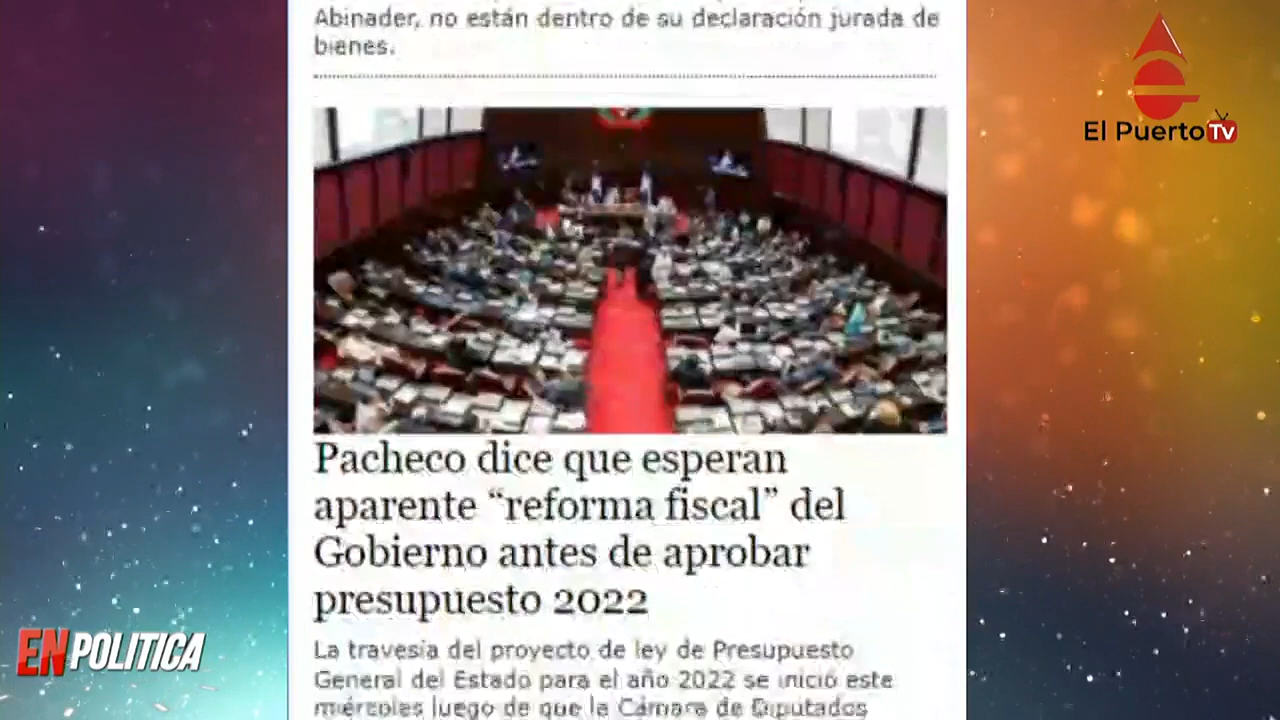 Abinader, no están dentro de su declaración jurada de
bienes.
El Puerto Tv
Pacheco dice que esperan
aparente “reforma fiscal” del
Gobierno antes de aprobar
presupuesto 2022
La travesía del proyecto de ley de Presupuesto
General del Estado para el año 2022 se inició este
miércoles luego de que la Cámara de Diputados
EN POLITICA